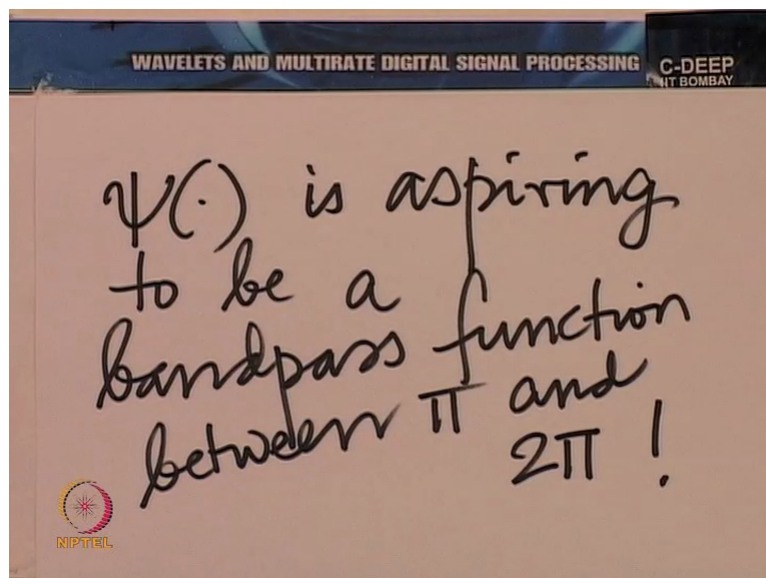 WAVELETS AND MULTIRATE DIGITAL SIGNAL PROCESSING
C-DEEP
IIT BOMBAY
Ψ(·) is aspiring
to be a
bandpass function
between π and
2π !
NPTEL